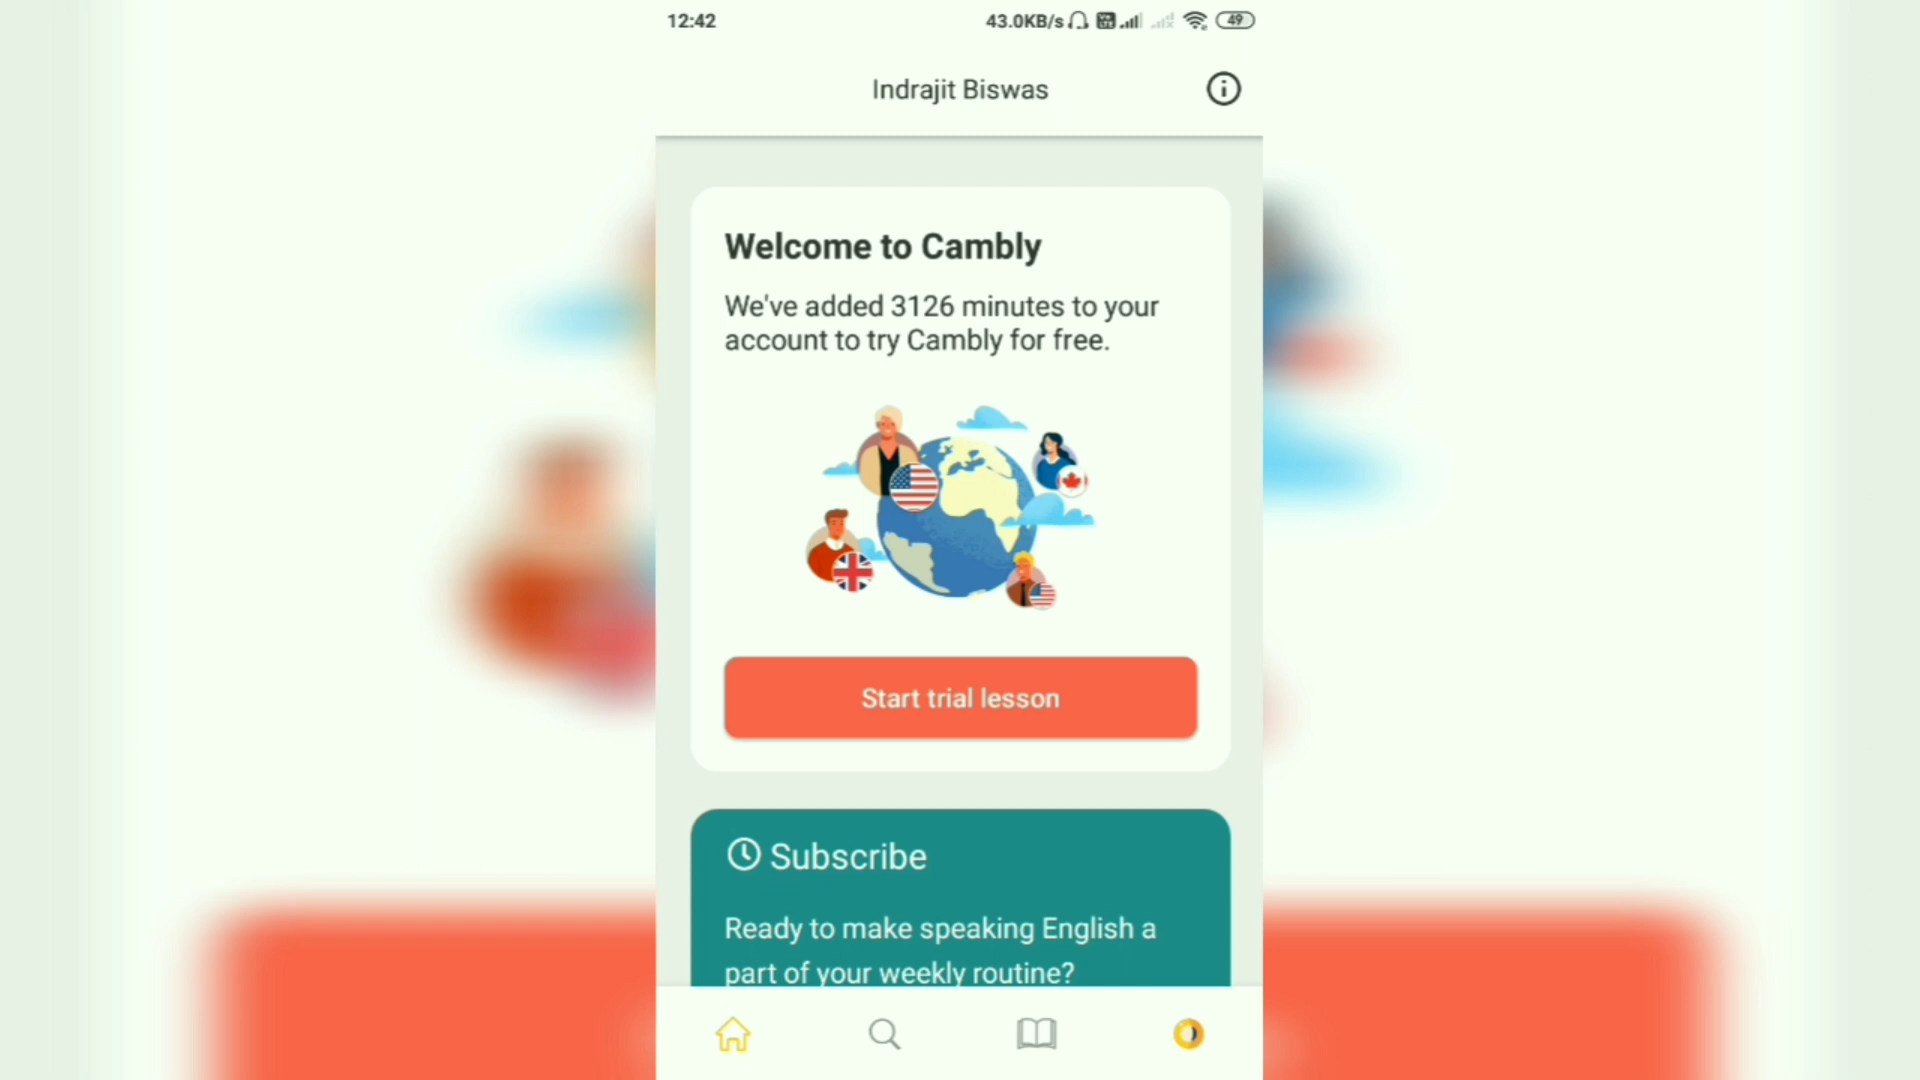 12:42
43.0KB/s
49
Indrajit Biswas
Welcome to Cambly
We've added 3126 minutes to your
account to try Cambly for free.
Start trial lesson
Subscribe
Ready to make speaking English a
part of your weekly routine?